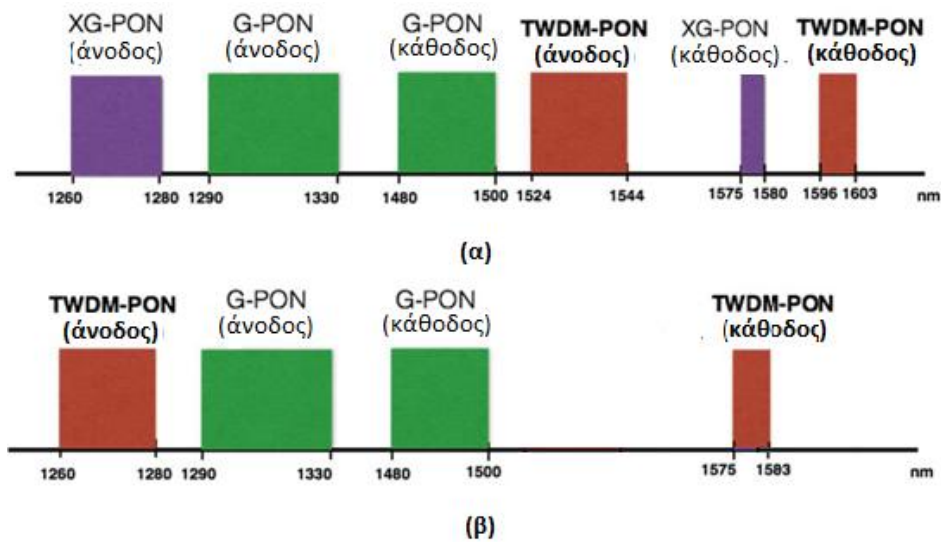 XG-PON G-PON G-PON TWDM-PON XG-PON TWDM-PON
(άνοδος) (άνοδος) (κάθοδος) (άνοδος) (κάθοδος) (κάθοδος)
1260 1280 1290 1330 1480 1500 1524 1544 1575 1580 1596 1603 nm
(α)
TWDM-PON G-PON G-PON TWDM-PON
(άνοδος) (άνοδος) (κάθοδος) (κάθοδος)
1260 1280 1290 1330 1480 1500 1575 1583 nm
(β)